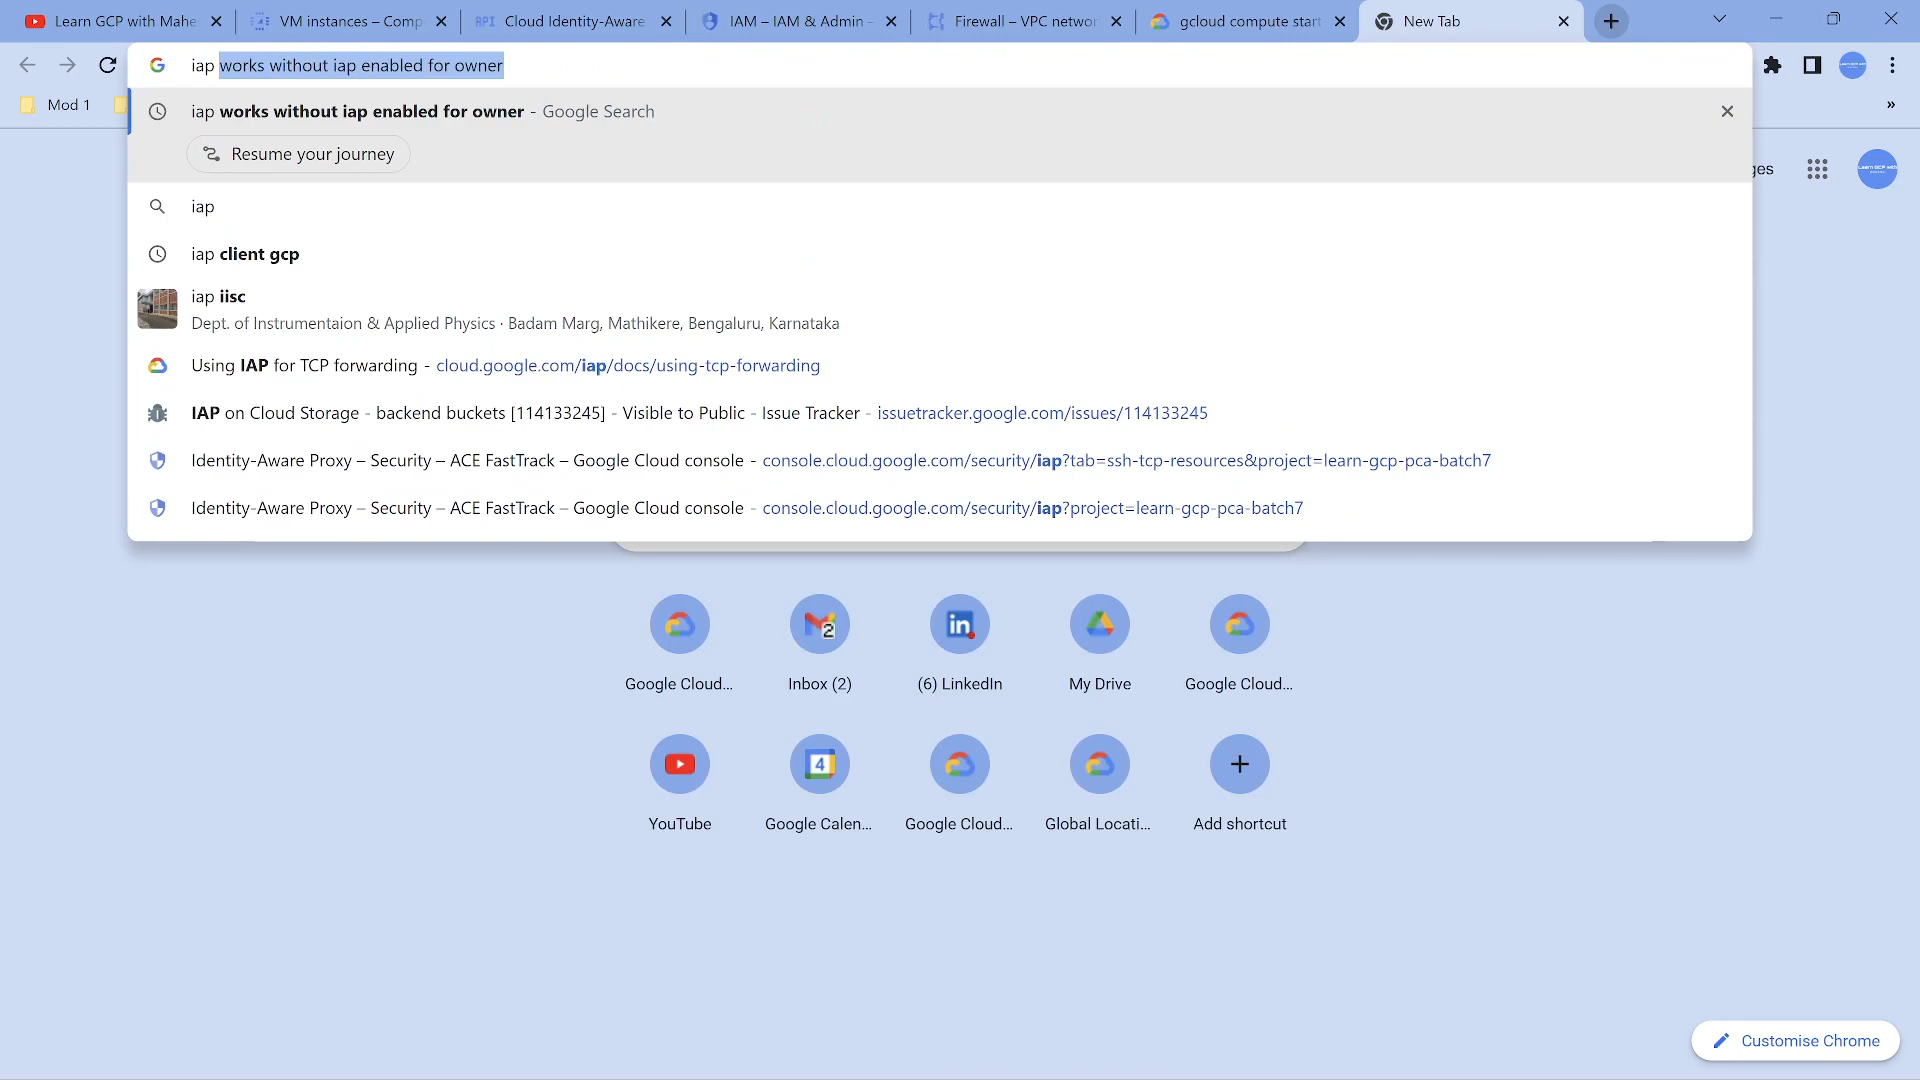 Learn GCP with Mahe
VM instances – Comp
API Cloud Identity-Aware
IAM – IAM & Admin –
Firewall – VPC networ
gcloud compute start
New Tab
iap works without iap enabled for owner
Mod 1
»
iap works without iap enabled for owner - Google Search
Resume your journey
ges
iap
iap client gcp
iap iisc
Dept. of Instrumentaion & Applied Physics · Badam Marg, Mathikere, Bengaluru, Karnataka
Using IAP for TCP forwarding - cloud.google.com/iap/docs/using-tcp-forwarding
IAP on Cloud Storage - backend buckets [114133245] - Visible to Public - Issue Tracker - issuetracker.google.com/issues/114133245
Identity-Aware Proxy – Security – ACE FastTrack – Google Cloud console - console.cloud.google.com/security/iap?tab=ssh-tcp-resources&project=learn-gcp-pca-batch7
Identity-Aware Proxy – Security – ACE FastTrack – Google Cloud console - console.cloud.google.com/security/iap?project=learn-gcp-pca-batch7
2
in
Google Cloud...
Inbox (2)
(6) LinkedIn
My Drive
Google Cloud...
4
YouTube
Google Calen...
Google Cloud...
Global Locati...
Add shortcut
Customise Chrome